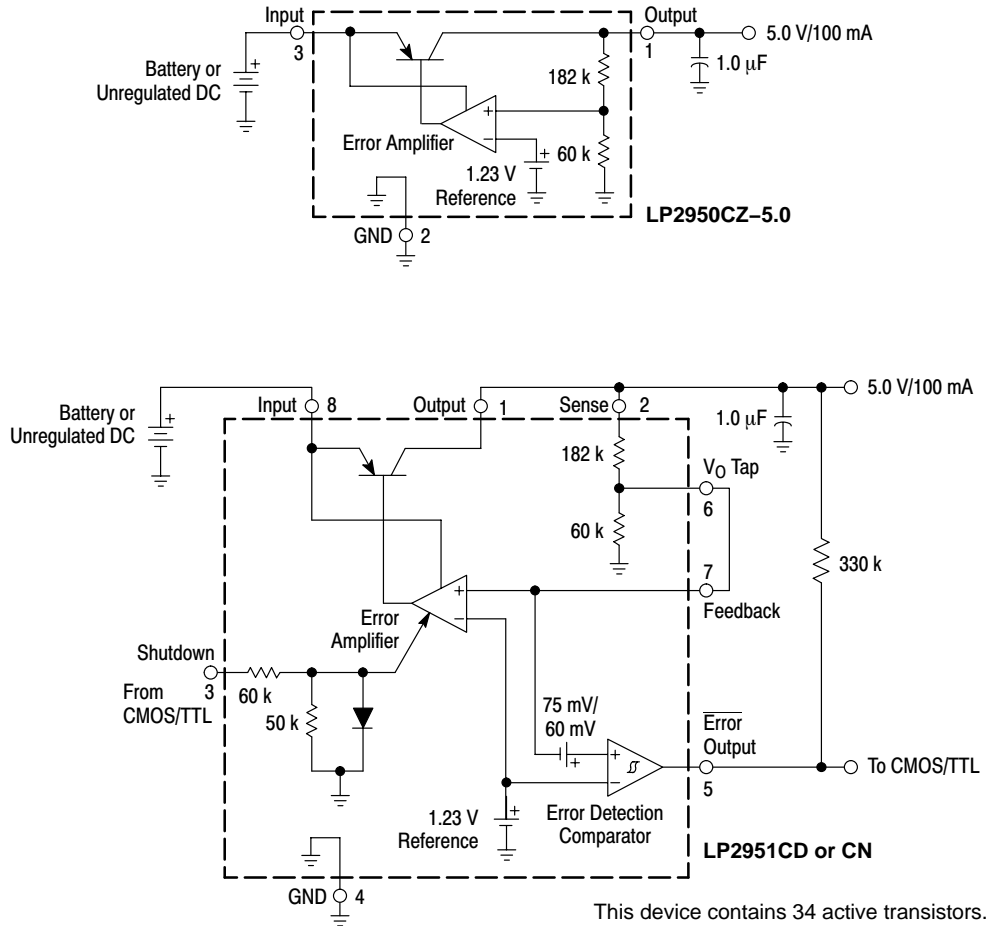 Input
3
Output
1
5.0 V/100 mA
1.0 μF
Battery or
Unregulated DC
182 k
Error Amplifier
60 k
1.23 V
Reference
GND 2
LP2950CZ–5.0
Battery or
Unregulated DC
Input 8
Output 1
Sense 2
5.0 V/100 mA
1.0 μF
182 k
VO Tap
6
60 k
7
Feedback
330 k
Error
Amplifier
Shutdown
3
From
CMOS/TTL
60 k
50 k
75 mV/
60 mV
Error
Output
5
To CMOS/TTL
1.23 V
Reference
Error Detection
Comparator
LP2951CD or CN
GND 4
This device contains 34 active transistors.